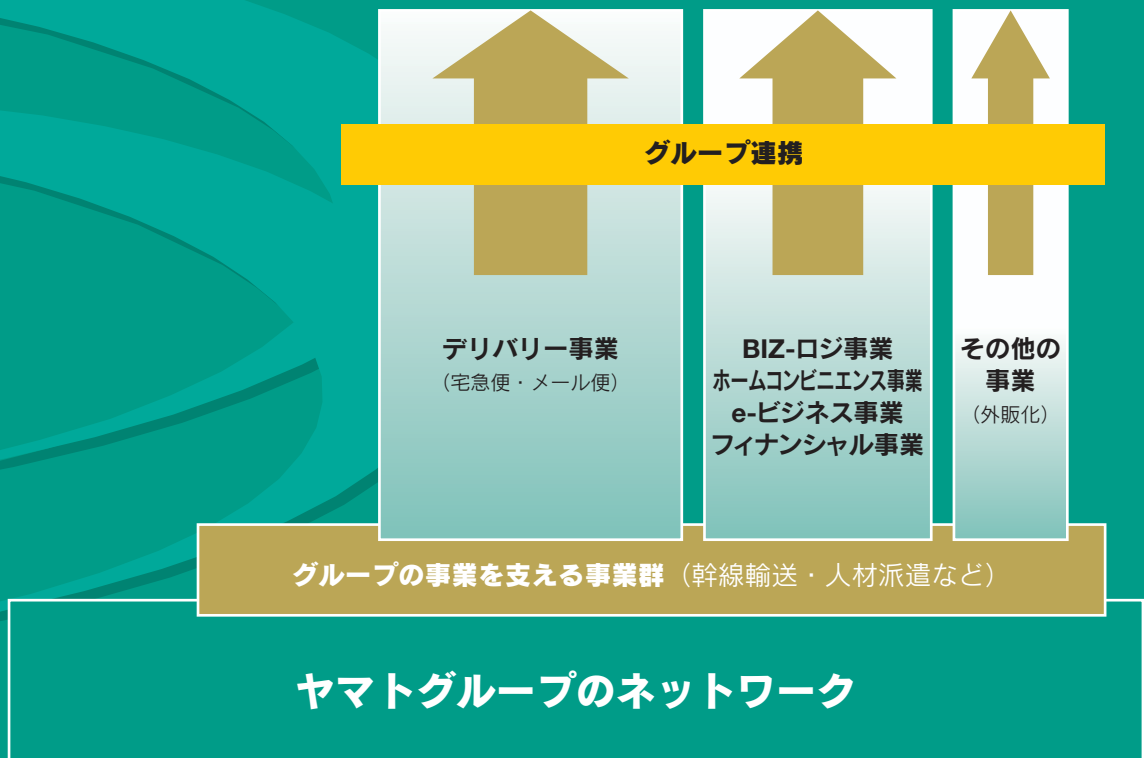 グループ連携
デリバリー事業
（宅急便・メール便）
BIZ-ロジ事業
ホームコンビニエンス事業
e-ビジネス事業
フィナンシャル事業
その他の
事業
（外販化）
グループの事業を支える事業群（幹線輸送・人材派遣など）
ヤマトグループのネットワーク